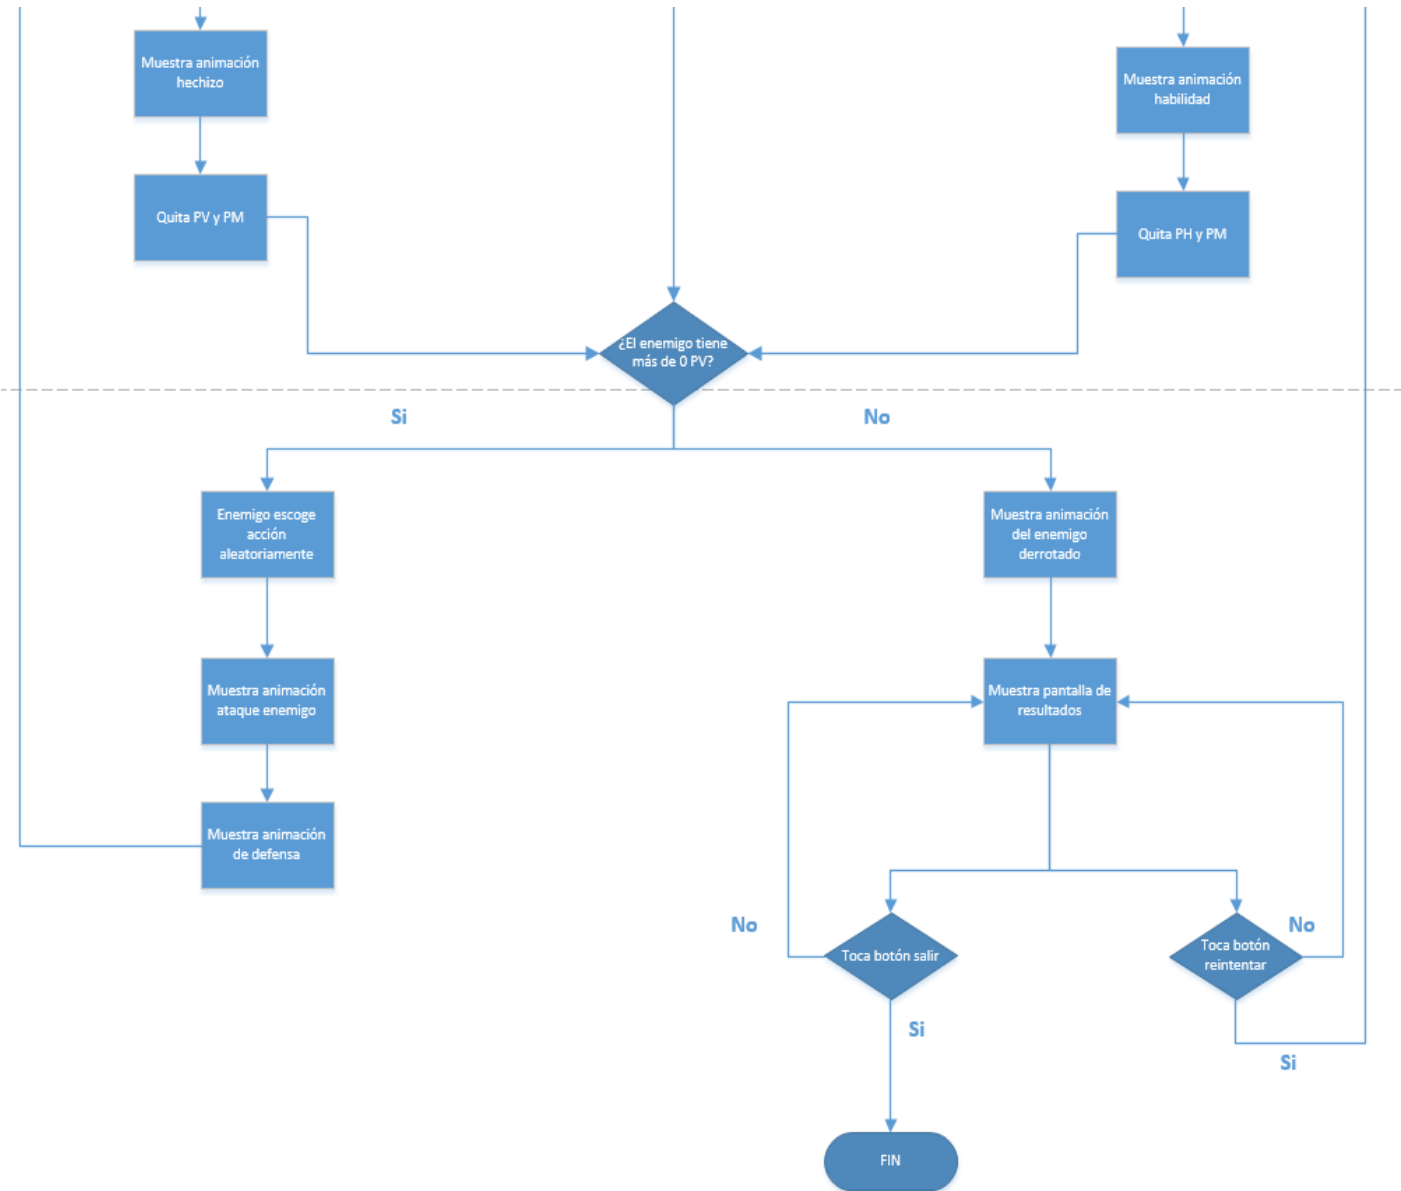 Muestra animación
hechizo
Muestra animación
habilidad
Quita PV y PM
Quita PH y PM
¿El enemigo tiene
más de 0 PV?
Si
No
Enemigo escoge
acción
aleatoriamente
Muestra animación
del enemigo
derrotado
Muestra animación
ataque enemigo
Muestra pantalla de
resultados
Muestra animación
de defensa
No
Toca botón salir
Toca botón
reintentar
No
Si
Si
FIN